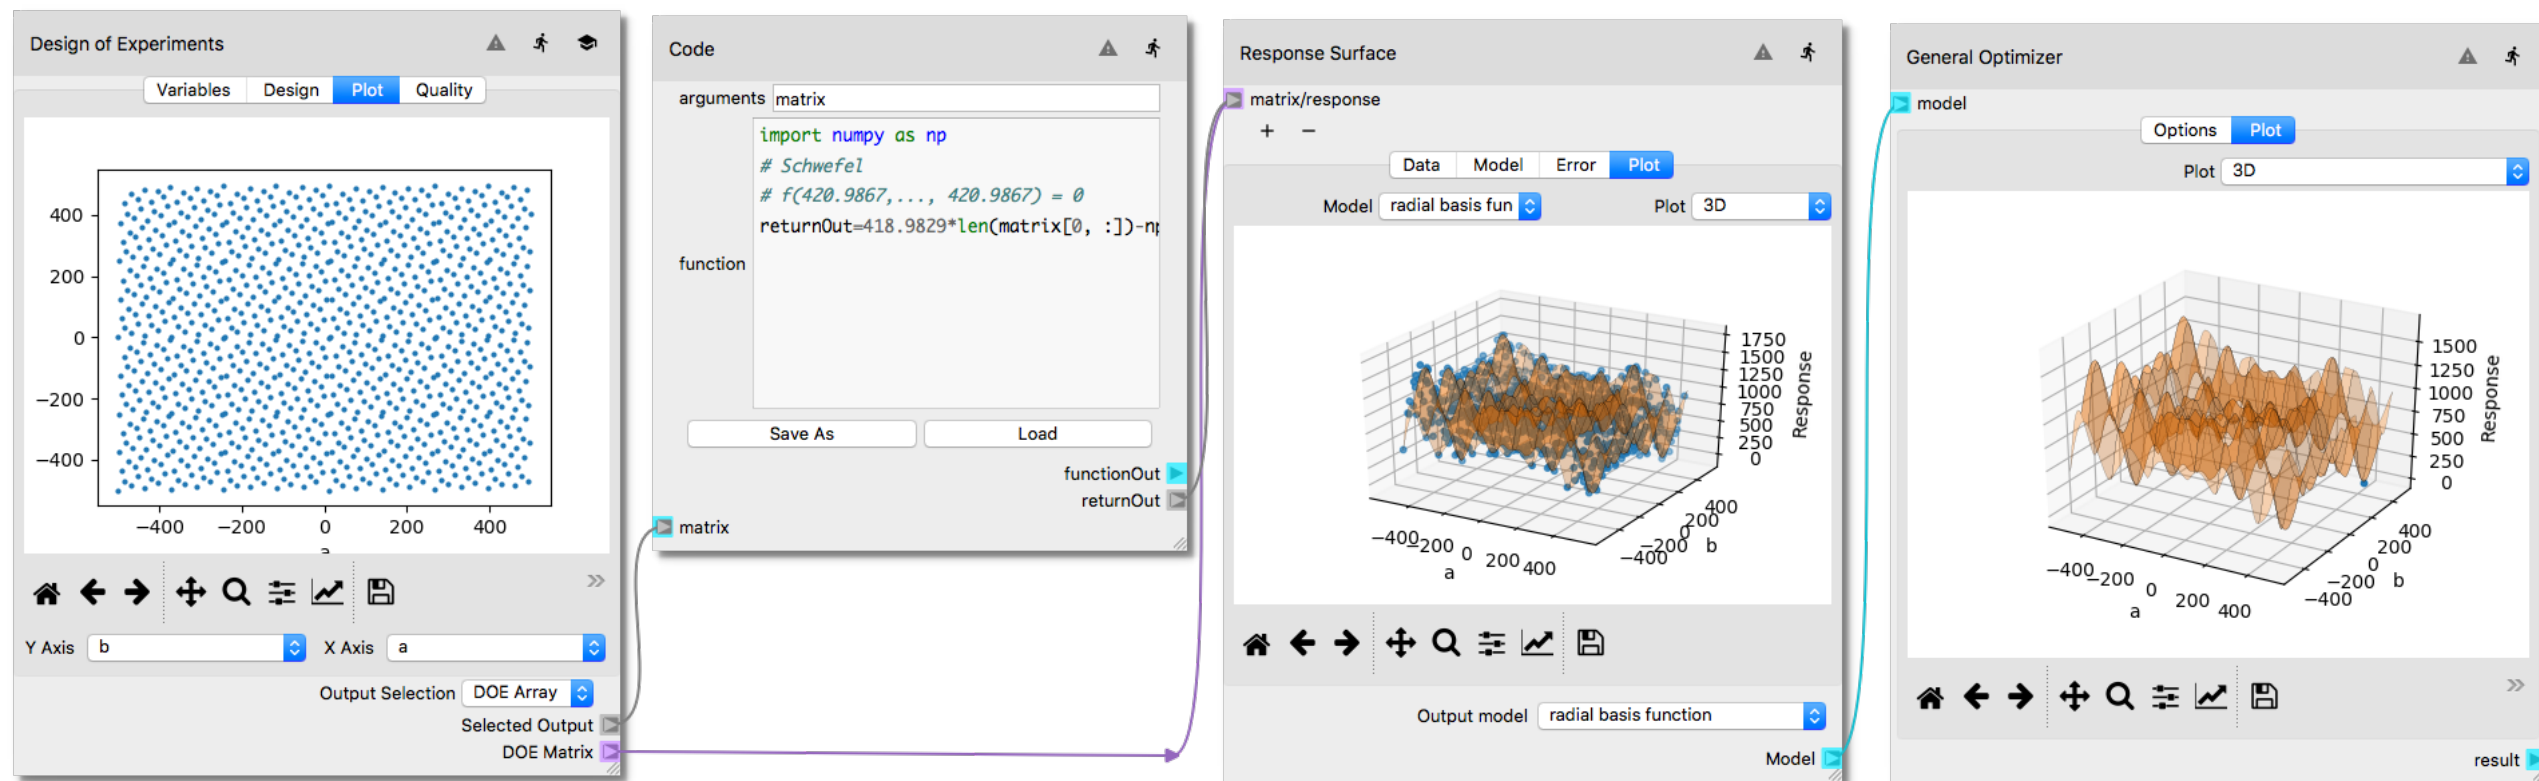 Design of Experiments
Variables Design Plot Quality
400
200
0
−200
−400
−400 −200 0 200 400
a
Y Axis b X Axis a
Output Selection DOE Array
Selected Output
DOE Matrix
Code
arguments matrix
function
import numpy as np
# Schwefel
# f(420.9867,..., 420.9867) = 0
returnOut=418.9829*len(matrix[0, :])-np
Save As Load
functionOut
returnOut
matrix
Response Surface
matrix/response
+ −
Data Model Error Plot
Model radial basis fun Plot 3D
1750
1500
1250
1000
750
500
250
0
Response
−400 −200 0 200 400
a
−400 −200 0 200 400
b
Output model radial basis function
Model
General Optimizer
model
Options Plot
Plot 3D
1500
1250
1000
750
500
250
0
Response
−400 −200 0 200 400
a
−400 −200 0 200 400
b
result